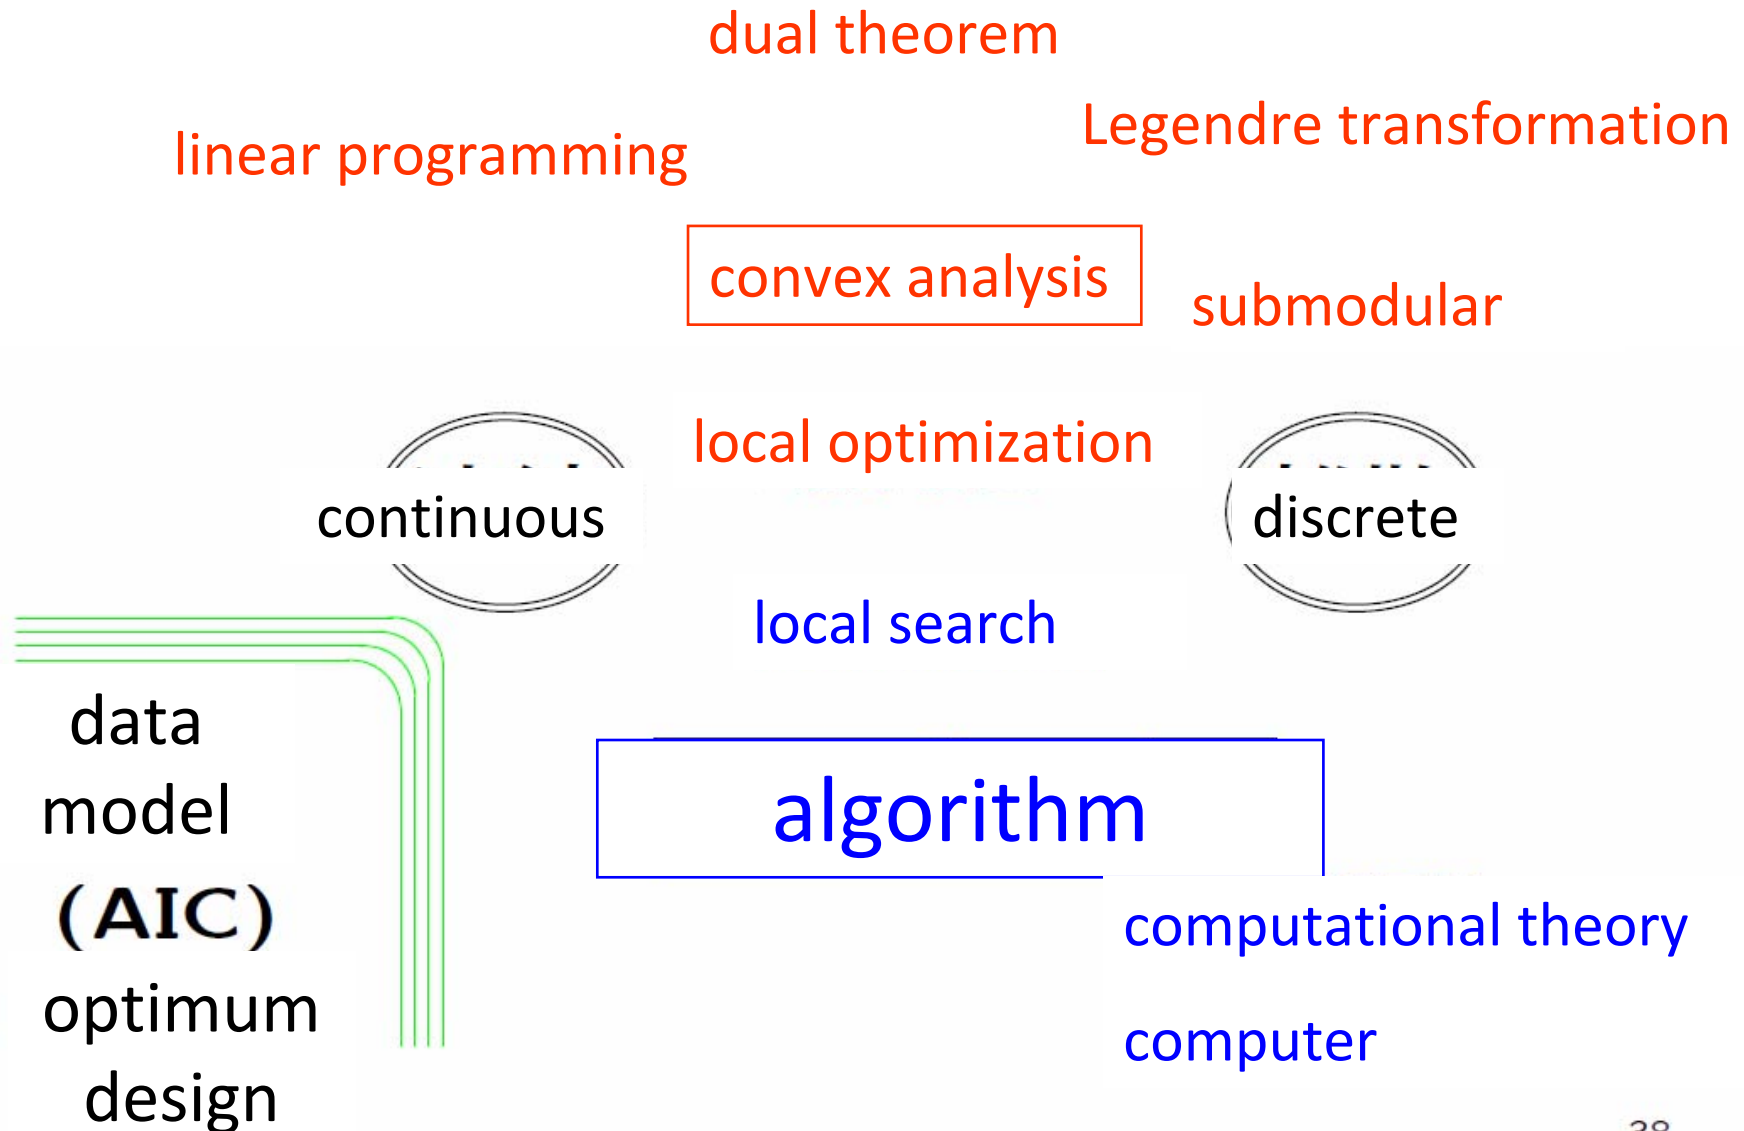 dual theorem
Legendre transformation
linear programming
convex analysis
submodular
local optimization
continuous
discrete
local search
data
model
algorithm
(AIC)
computational theory
optimum
computer
design